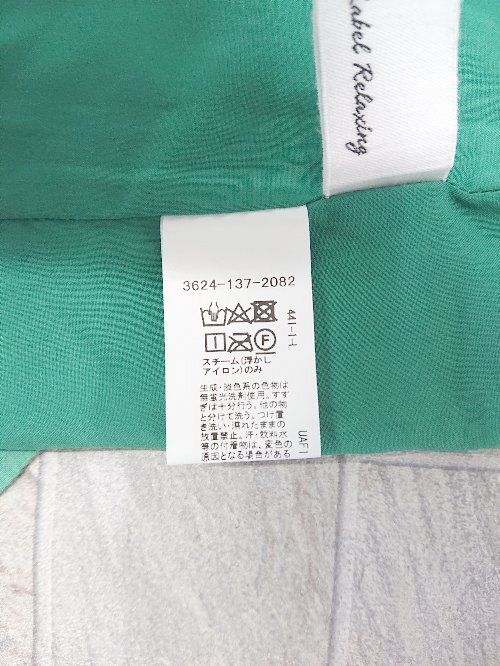 Label Relaxing
3624-137-2082
441-1-L
スチーム(浮かし
アイロン)のみ
生成・淡色系の色物は
無蛍光洗剤使用。すす
ぎは十分行う。他の物
と分けて洗う。つけ置
き洗い・濡れたままの
放置禁止。汗・飲料水
等の付着物は、変色の
原因となる場合がある
UAF1